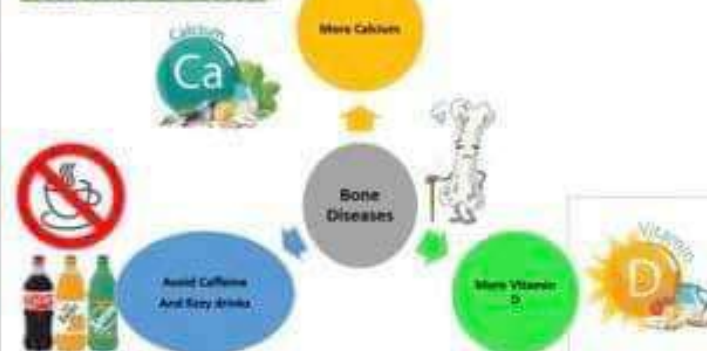 More Calcium
Calcium
Ca
Bone
Diseases
Avoid Caffeine
And fizzy drinks
More Vitamin
D
Vitamin
D